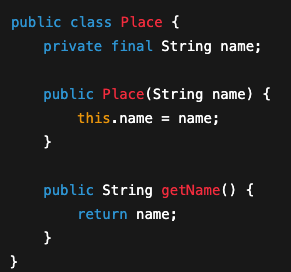 public class Place {
    private final String name;

    public Place(String name) {
        this.name = name;
    }

    public String getName() {
        return name;
    }
}